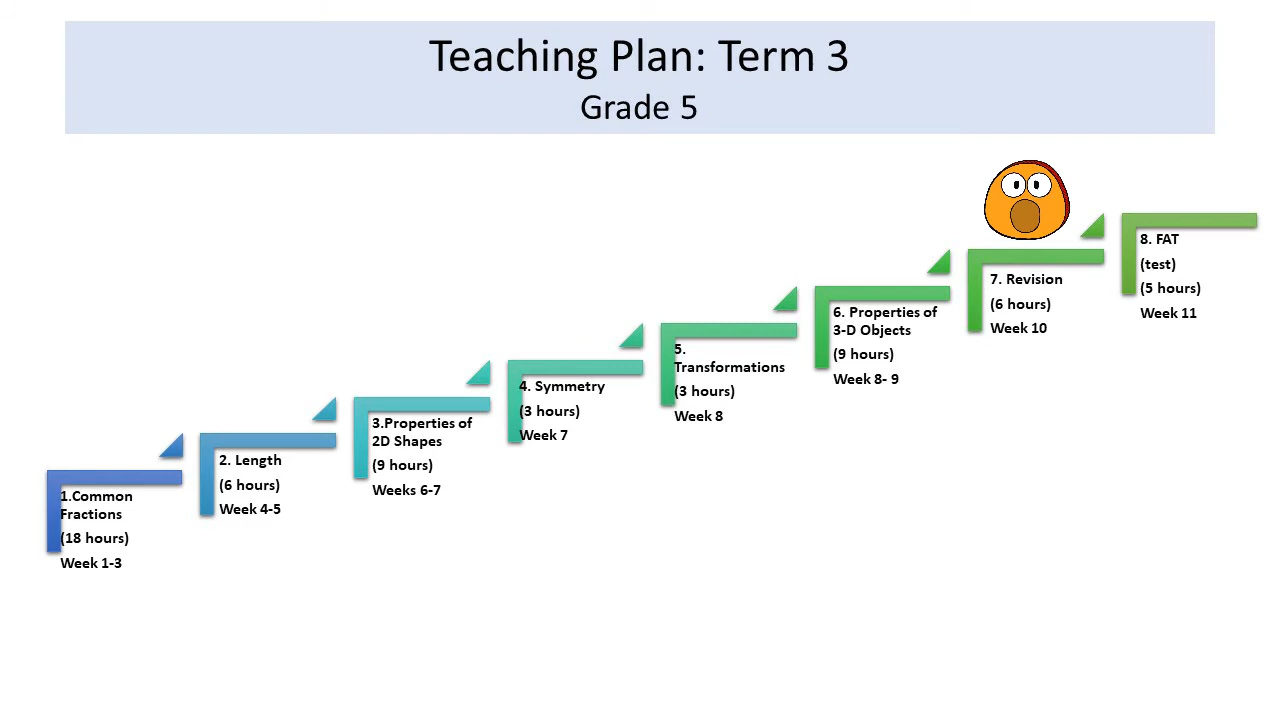 Teaching Plan: Term 3
Grade 5
1.Common
Fractions
(18 hours)
Week 1-3
2. Length
(6 hours)
Week 4-5
3.Properties of
2D Shapes
(9 hours)
Weeks 6-7
4. Symmetry
(3 hours)
Week 7
5.
Transformations
(3 hours)
Week 8
6. Properties of
3-D Objects
(9 hours)
Week 8- 9
7. Revision
(6 hours)
Week 10
8. FAT
(test)
(5 hours)
Week 11